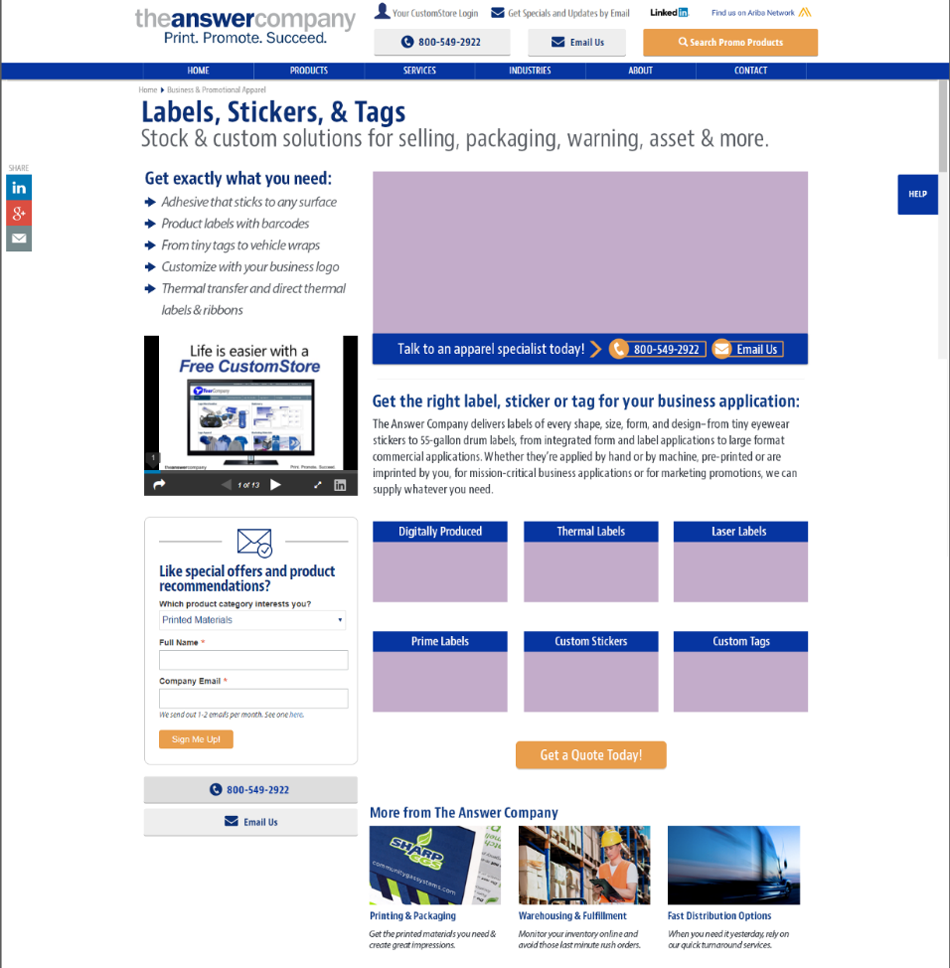 theanswercompany
Print. Promote. Succeed.
Your CustomStore Login
Get Specials and Updates by Email
Linked in
Find us on Ariba Network
800-549-2922
Email Us
Search Promo Products
HOME
PRODUCTS
SERVICES
INDUSTRIES
ABOUT
CONTACT
Home
Business & Promotional Apparel
Labels, Stickers, & Tags
Stock & custom solutions for selling, packaging, warning, asset & more.
SHARE
in
g+
HELP
Get exactly what you need:
Adhesive that sticks to any surface
Product labels with barcodes
From tiny tags to vehicle wraps
Customize with your business logo
Thermal transfer and direct thermal
labels & ribbons
Talk to an apparel specialist today!
800-549-2922
Email Us
Life is easier with a
Free CustomStore
YourCompany
1
theanswercompany
Print. Promote. Succeed.
1 of 13
in
Get the right label, sticker or tag for your business application:
The Answer Company delivers labels of every shape, size, form, and design–from tiny eyewear
stickers to 55-gallon drum labels, from integrated form and label applications to large format
commercial applications. Whether they're applied by hand or by machine, pre-printed or are
imprinted by you, for mission-critical business applications or for marketing promotions, we can
supply whatever you need.
Like special offers and product
recommendations?
Which product category interests you?
Printed Materials
Full Name *
Company Email *
We send out 1-2 emails per month. See one here.
Sign Me Up!
800-549-2922
Email Us
Digitally Produced
Thermal Labels
Laser Labels
Prime Labels
Custom Stickers
Custom Tags
Get a Quote Today!
More from The Answer Company
SHARP
GAS
communitygassystems.com
Printing & Packaging
Get the printed materials you need &
create great impressions.
Warehousing & Fulfillment
Monitor your inventory online and
avoid those last minute rush orders.
Fast Distribution Options
When you need it yesterday, rely on
our quick turnaround services.